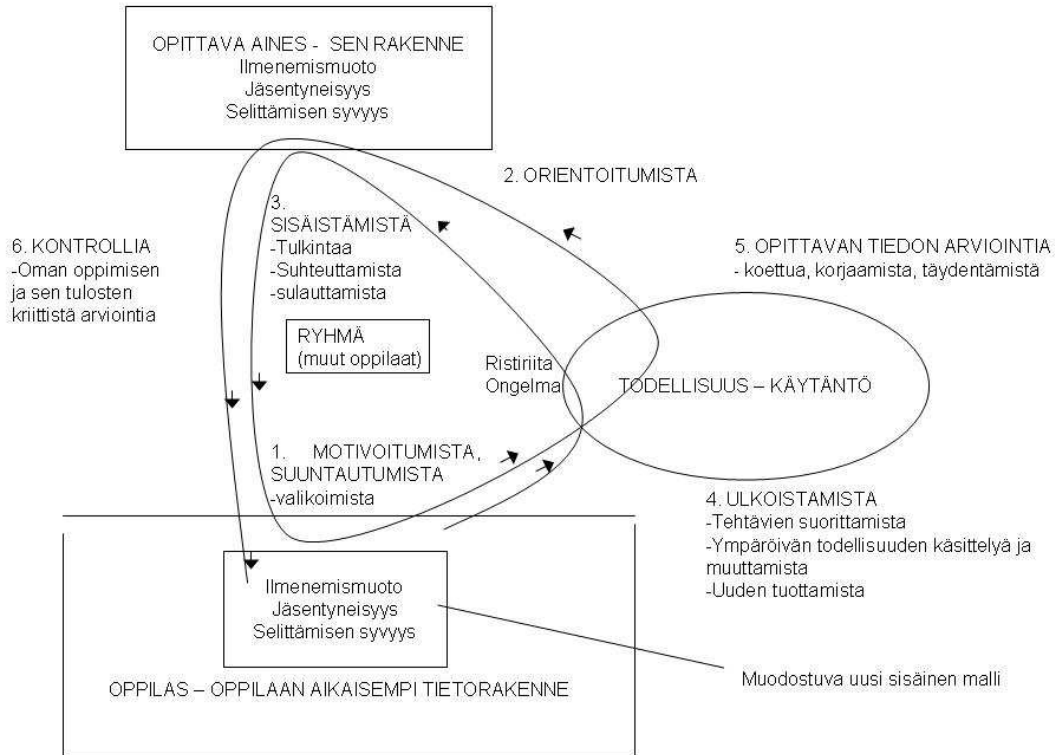 OPITTAVA AINES - SEN RAKENNE
Ilmenemismuoto
Jäsentyneisyys
Selittämisen syvyys
2. ORIENTOITUMISTA
3.
SISÄISTÄMISTÄ
-Tulkintaa
-Suhteuttamista
-sulauttamista
6. KONTROLLIA
-Oman oppimisen
ja sen tulosten
kriittistä arviointia
5. OPITTAVAN TIEDON ARVIOINTIA
- koettua, korjaamista, täydentämistä
RYHMÄ
(muut oppilaat)
Ristiriita
Ongelma
TODELLISUUS – KÄYTÄNTÖ
1. MOTIVOITUMISTA,
SUUNTAUTUMISTA
-valikoimista
4. ULKOISTAMISTA
-Tehtävien suorittamista
-Ympäröivän todellisuuden käsittelyä ja
muuttamista
-Uuden tuottamista
Ilmenemismuoto
Jäsentyneisyys
Selittämisen syvyys
OPPILAS – OPPILAAN AIKAISEMPI TIETORAKENNE
Muodostuva uusi sisäinen malli